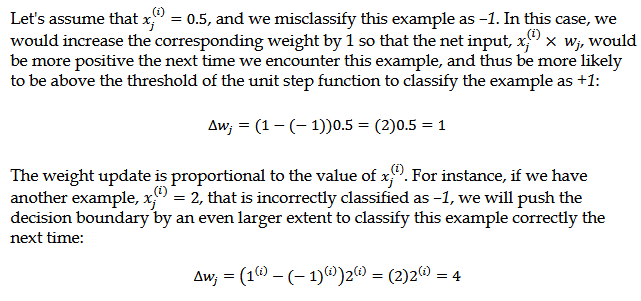 Let's assume that x_j^(i) = 0.5, and we misclassify this example as –1. In this case, we
would increase the corresponding weight by 1 so that the net input, x_j^(i) × w_j, would
be more positive the next time we encounter this example, and thus be more likely
to be above the threshold of the unit step function to classify the example as +1:
Δw_j = (1 – (– 1))0.5 = (2)0.5 = 1
The weight update is proportional to the value of x_j^(i). For instance, if we have
another example, x_j^(i) = 2, that is incorrectly classified as –1, we will push the
decision boundary by an even larger extent to classify this example correctly the
next time:
Δw_j = (1^(i) – (– 1)^(i))2^(i) = (2)2^(i) = 4